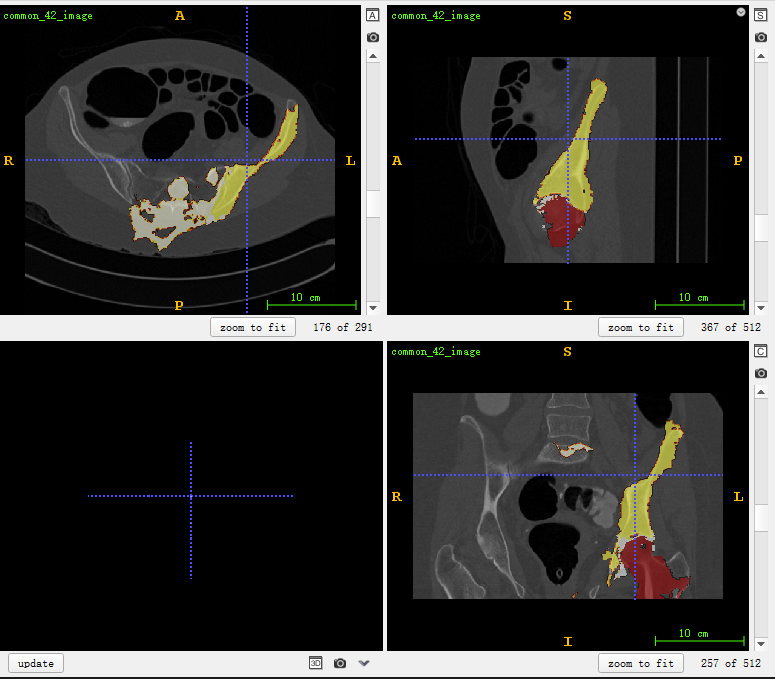 common_42_image
A
R
L
P
10 cm
A
zoom to fit
176 of 291
common_42_image
S
A
P
I
10 cm
S
zoom to fit
367 of 512
update
3D
common_42_image
S
R
L
I
10 cm
C
zoom to fit
257 of 512